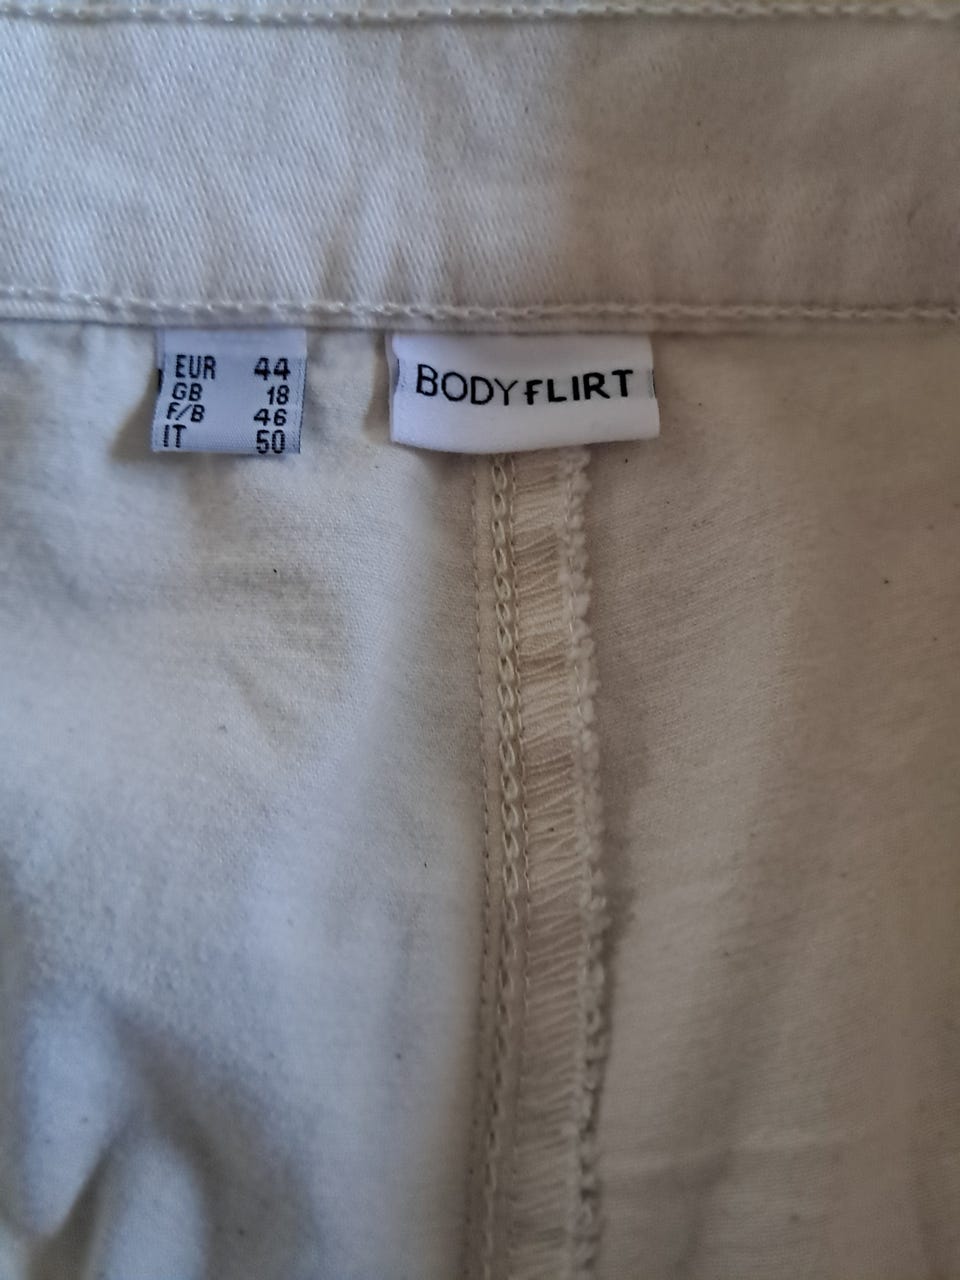 EUR 44
GB 18
F/B 46
IT 50
BODYFLIRT